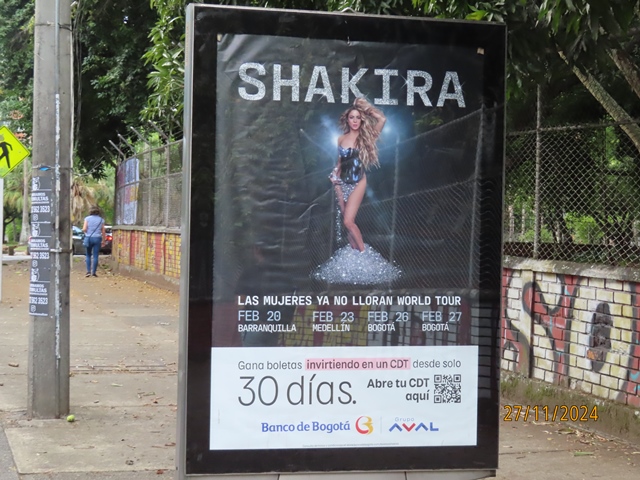 SHAKIRA
LAS MUJERES YA NO LLORAN WORLD TOUR
FEB 20 FEB 23 FEB 26 FEB 27
BARRANQUILLA MEDELLÍN BOGOTÁ BOGOTÁ
Gana boletas invirtiendo en un CDT desde solo
30 días.
Abre tu CDT
aquí
Banco de Bogotá
Grupo
AVAL
27/11/2024